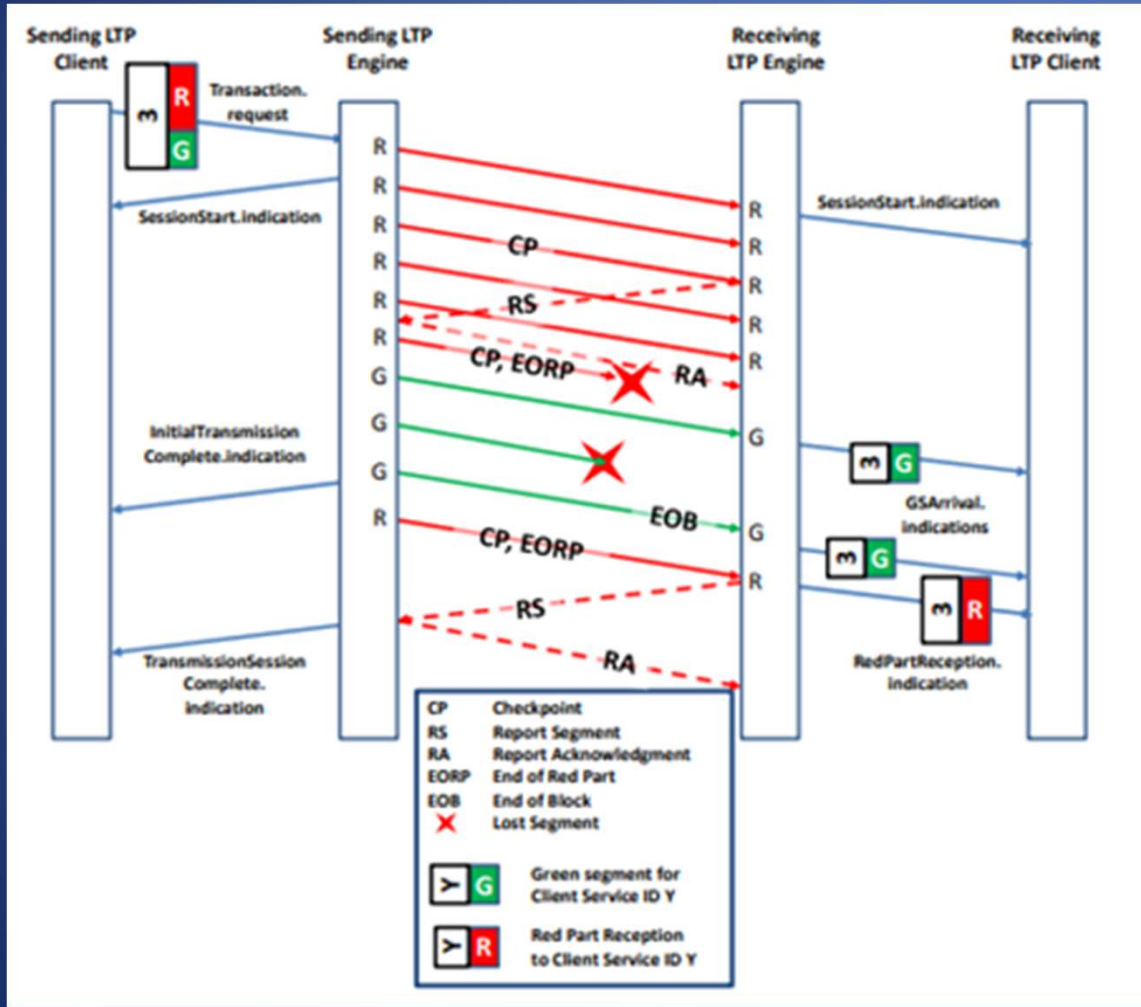 Sending LTP
Client
Sending LTP
Engine
Receiving
LTP Engine
Receiving
LTP Client
3
R
G
Transaction.
request
SessionStart.indication
R
R
R
R
R
R
G
G
G
R
CP
RS
CP, EORP
RA
EOB
CP, EORP
RS
RA
R
R
R
R
R
G
G
R
SessionStart.indication
InitialTransmission
Complete.indication
3 G
GSArrival.
indications
3 G
3 R
RedPartReception.
indication
TransmissionSession
Complete.
indication
CP Checkpoint
RS Report Segment
RA Report Acknowledgment
EORP End of Red Part
EOB End of Block
Lost Segment
Y G Green segment for
Client Service ID Y
Y R Red Part Reception
to Client Service ID Y